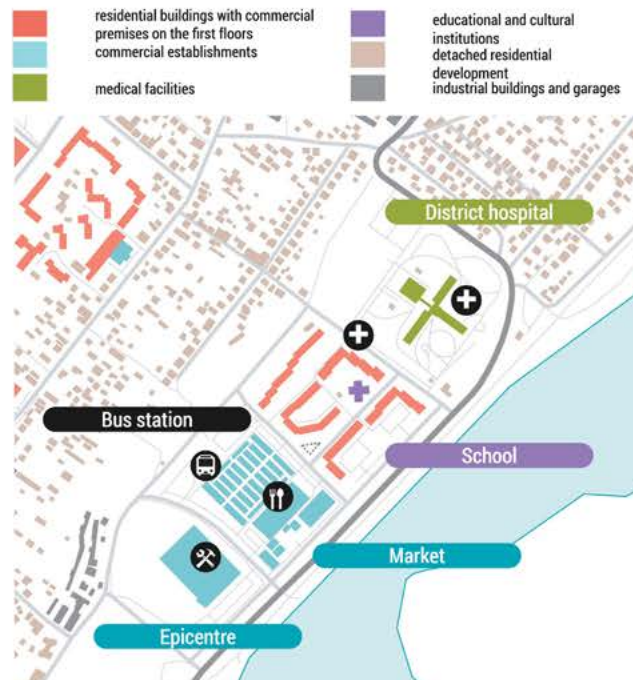 residential buildings with commercial
premises on the first floors
commercial establishments
medical facilities
educational and cultural
institutions
detached residential
development
industrial buildings and garages
District hospital
Bus station
School
Market
Epicentre